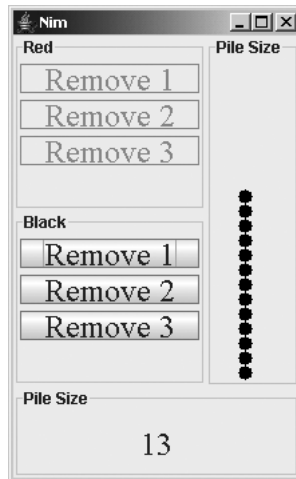 Nim
Red
Pile Size
Remove 1
Remove 2
Remove 3
Black
Remove 1
Remove 2
Remove 3
Pile Size
13